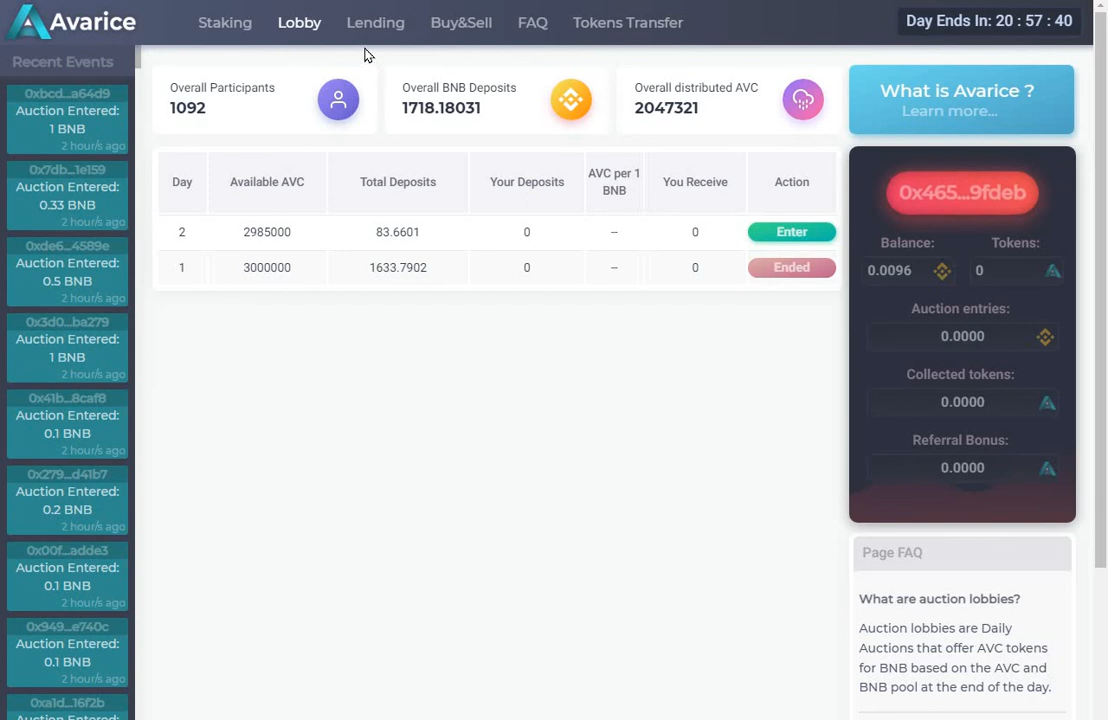 Avarice
Staking
Lobby
Lending
Buy&Sell
FAQ
Tokens Transfer
Day Ends In: 20 : 57 : 40
Recent Events
0xbcd...a64d9
Auction Entered:
1 BNB
2 hour/s ago
0x7db...1e159
Auction Entered:
0.33 BNB
2 hour/s ago
0xde6...4589e
Auction Entered:
0.5 BNB
2 hour/s ago
0x3d0...ba279
Auction Entered:
1 BNB
2 hour/s ago
0x41b...8caf8
Auction Entered:
0.1 BNB
2 hour/s ago
0x279...d41b7
Auction Entered:
0.2 BNB
2 hour/s ago
0x00f...adde3
Auction Entered:
0.1 BNB
2 hour/s ago
0x949...e740c
Auction Entered:
0.1 BNB
2 hour/s ago
0xa1d...16f2b
Overall Participants
1092
Overall BNB Deposits
1718.18031
Overall distributed AVC
2047321
Day
Available AVC
Total Deposits
Your Deposits
AVC per 1
BNB
You Receive
Action
2 2985000 83.6601 0 -- 0 Enter
1 3000000 1633.7902 0 -- 0 Ended
What is Avarice ?
Learn more...
0x465...9fdeb
Balance: Tokens:
0.0096 0
Auction entries:
0.0000
Collected tokens:
0.0000
Referral Bonus:
0.0000
Page FAQ
What are auction lobbies?
Auction lobbies are Daily
Auctions that offer AVC tokens
for BNB based on the AVC and
BNB pool at the end of the day.